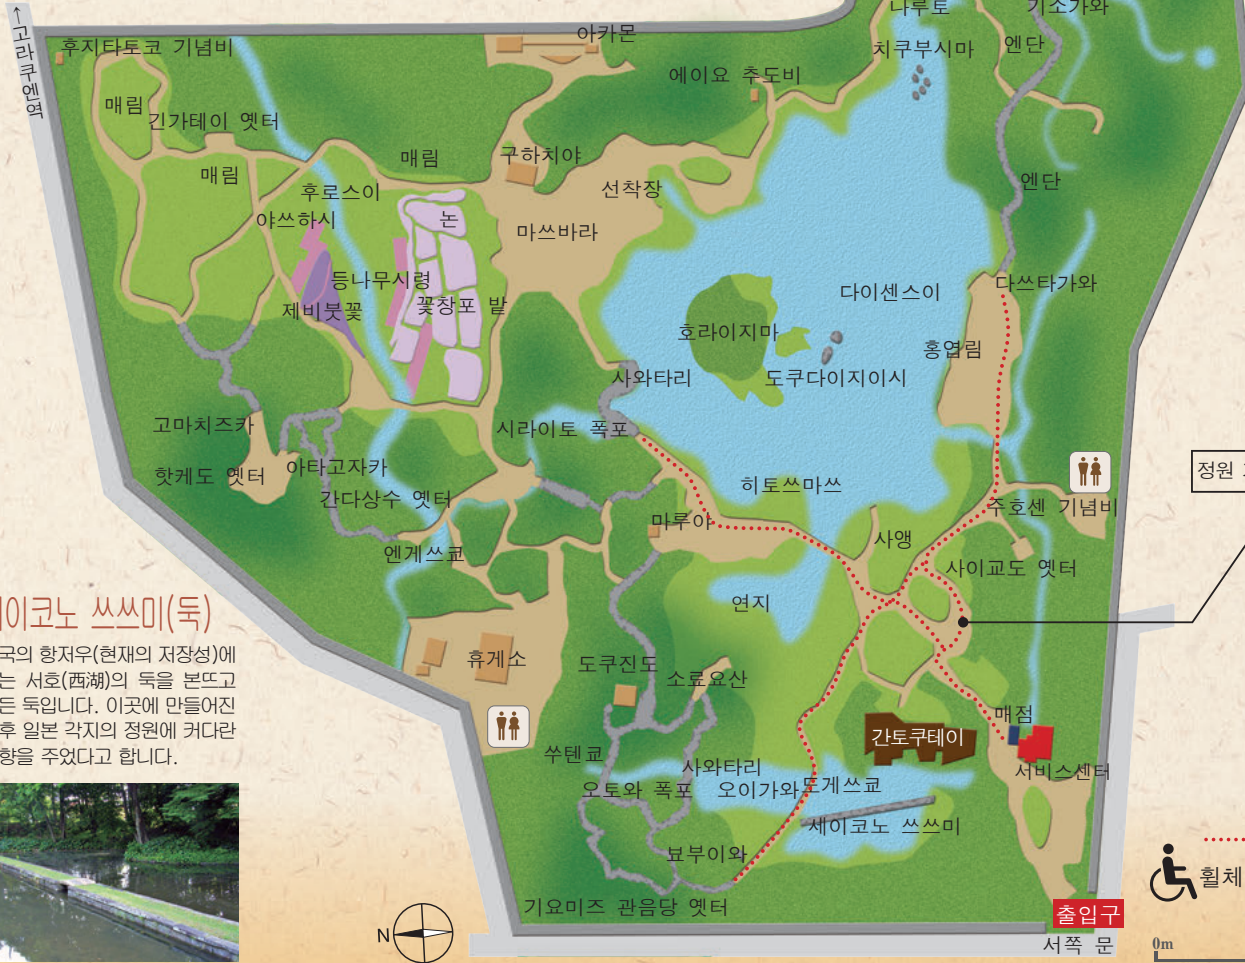 나루토
기소가와
←고라쿠엔역
후지타토코 기념비
아카몬
치쿠부시마
엔단
에이요 추도비
매림
긴가테이 옛터
매림
구하치야
매림
후로스이
선착장
엔단
야쓰하시
논
마쓰바라
등나무시렁
다이센스이
다쓰타가와
제비붓꽃
꽃창포 밭
호라이지마
홍엽림
사와타리
도쿠다이지이시
고마치즈카
시라이토 폭포
핫케도 옛터
아타고자카
간다상수 옛터
히토쓰마쓰
정원
주호센 기념비
마루야
사앵
엔게쓰쿄
사이교도 옛터
연지
세이코노 쓰쓰미(둑)
국의 항저우(현재의 저장성)에
는 서호(西湖)의 둑을 본뜨고
든 둑입니다. 이곳에 만들어진
후 일본 각지의 정원에 커다란
향을 주었다고 합니다.
휴게소
도쿠진도
소료요산
매점
간토쿠테이
쓰텐쿄
사와타리
서비스센터
오토와 폭포
오이가와
도게쓰쿄
세이코노 쓰쓰미
뵤부이와
휠체
기요미즈 관음당 옛터
출입구
N
서쪽 문
0m